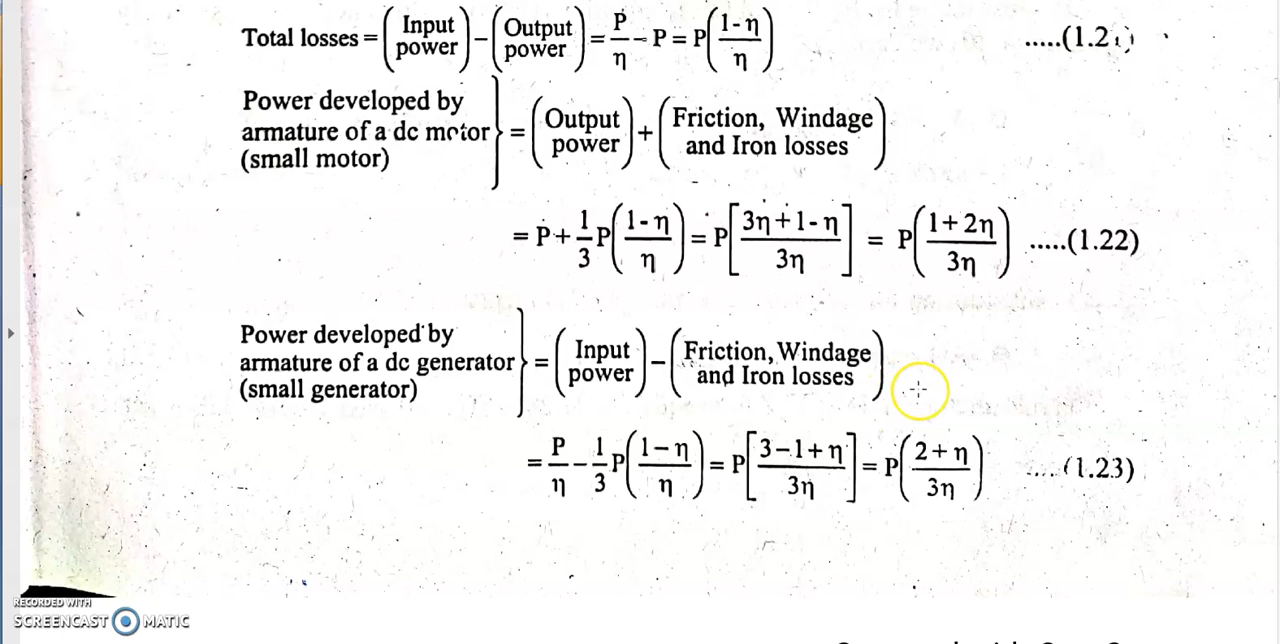 Total losses = (Input power) − (Output power) = P/η − P = P((1-η)/η) .....(1.21)
Power developed by
armature of a dc motor
(small motor)
= (Output power) + (Friction, Windage and Iron losses)
= P + 1/3 P((1-η)/η) = P[(3η+1-η)/3η] = P((1+2η)/3η) .....(1.22)
Power developed by
armature of a dc generator
(small generator)
= (Input power) − (Friction, Windage and Iron losses)
= P/η − 1/3 P((1−η)/η) = P[(3−1+η)/3η] = P((2+η)/3η) ....(1.23)
RECORDED WITH
SCREENCAST MATIC